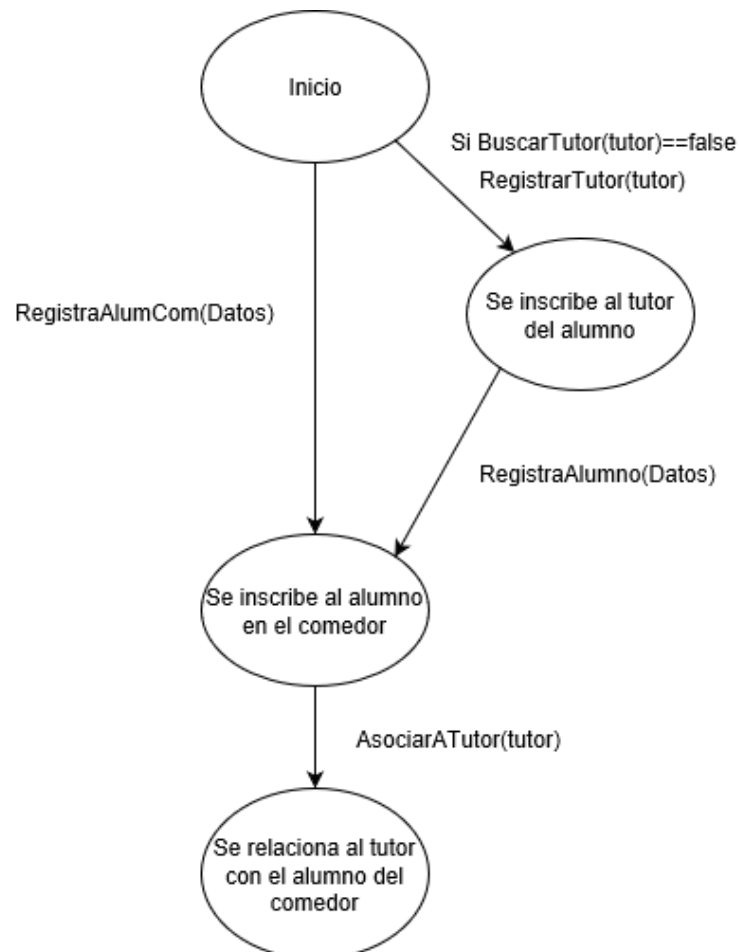 Inicio
Si BuscarTutor(tutor)==false
RegistrarTutor(tutor)
Se inscribe al tutor
del alumno
RegistraAlumCom(Datos)
RegistraAlumno(Datos)
Se inscribe al alumno
en el comedor
AsociarATutor(tutor)
Se relaciona al tutor
con el alumno del
comedor